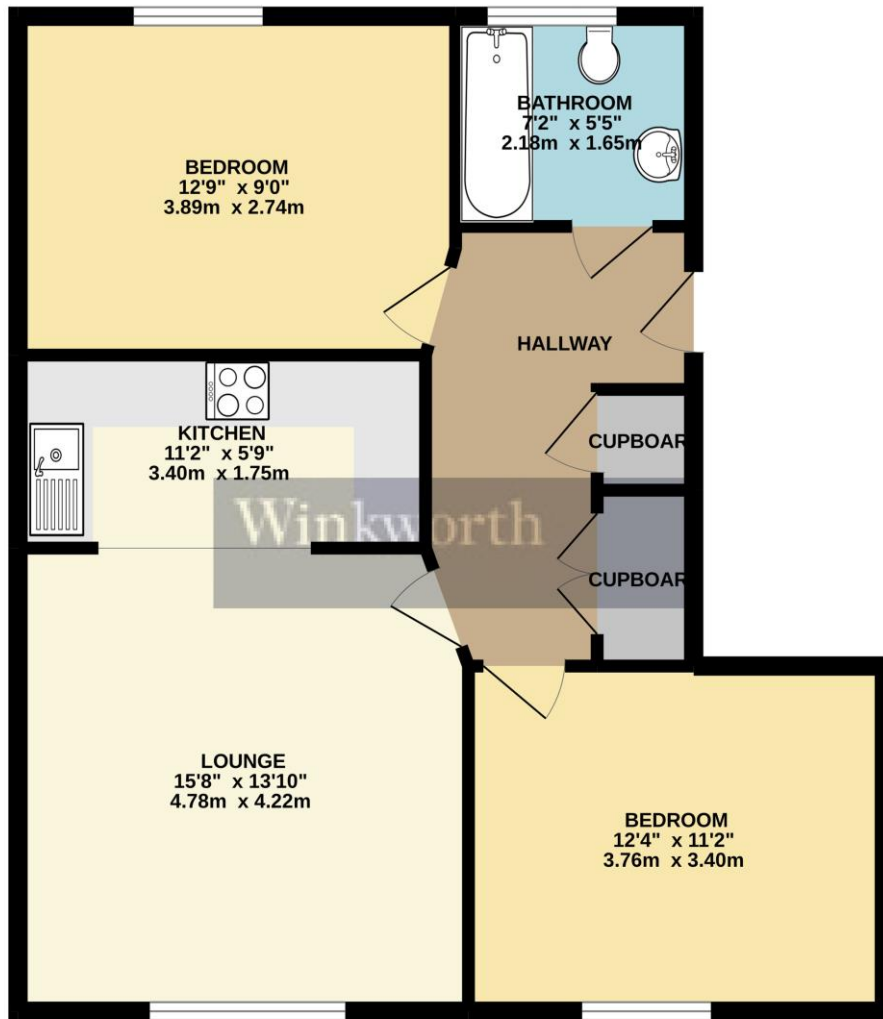 BATHROOM
7'2" x 5'5"
2.18m x 1.65m
BEDROOM
12'9" x 9'0"
3.89m x 2.74m
HALLWAY
KITCHEN
11'2" x 5'9"
3.40m x 1.75m
CUPBOAR
Winkworth
CUPBOAR
LOUNGE
15'8" x 13'10"
4.78m x 4.22m
BEDROOM
12'4" x 11'2"
3.76m x 3.40m